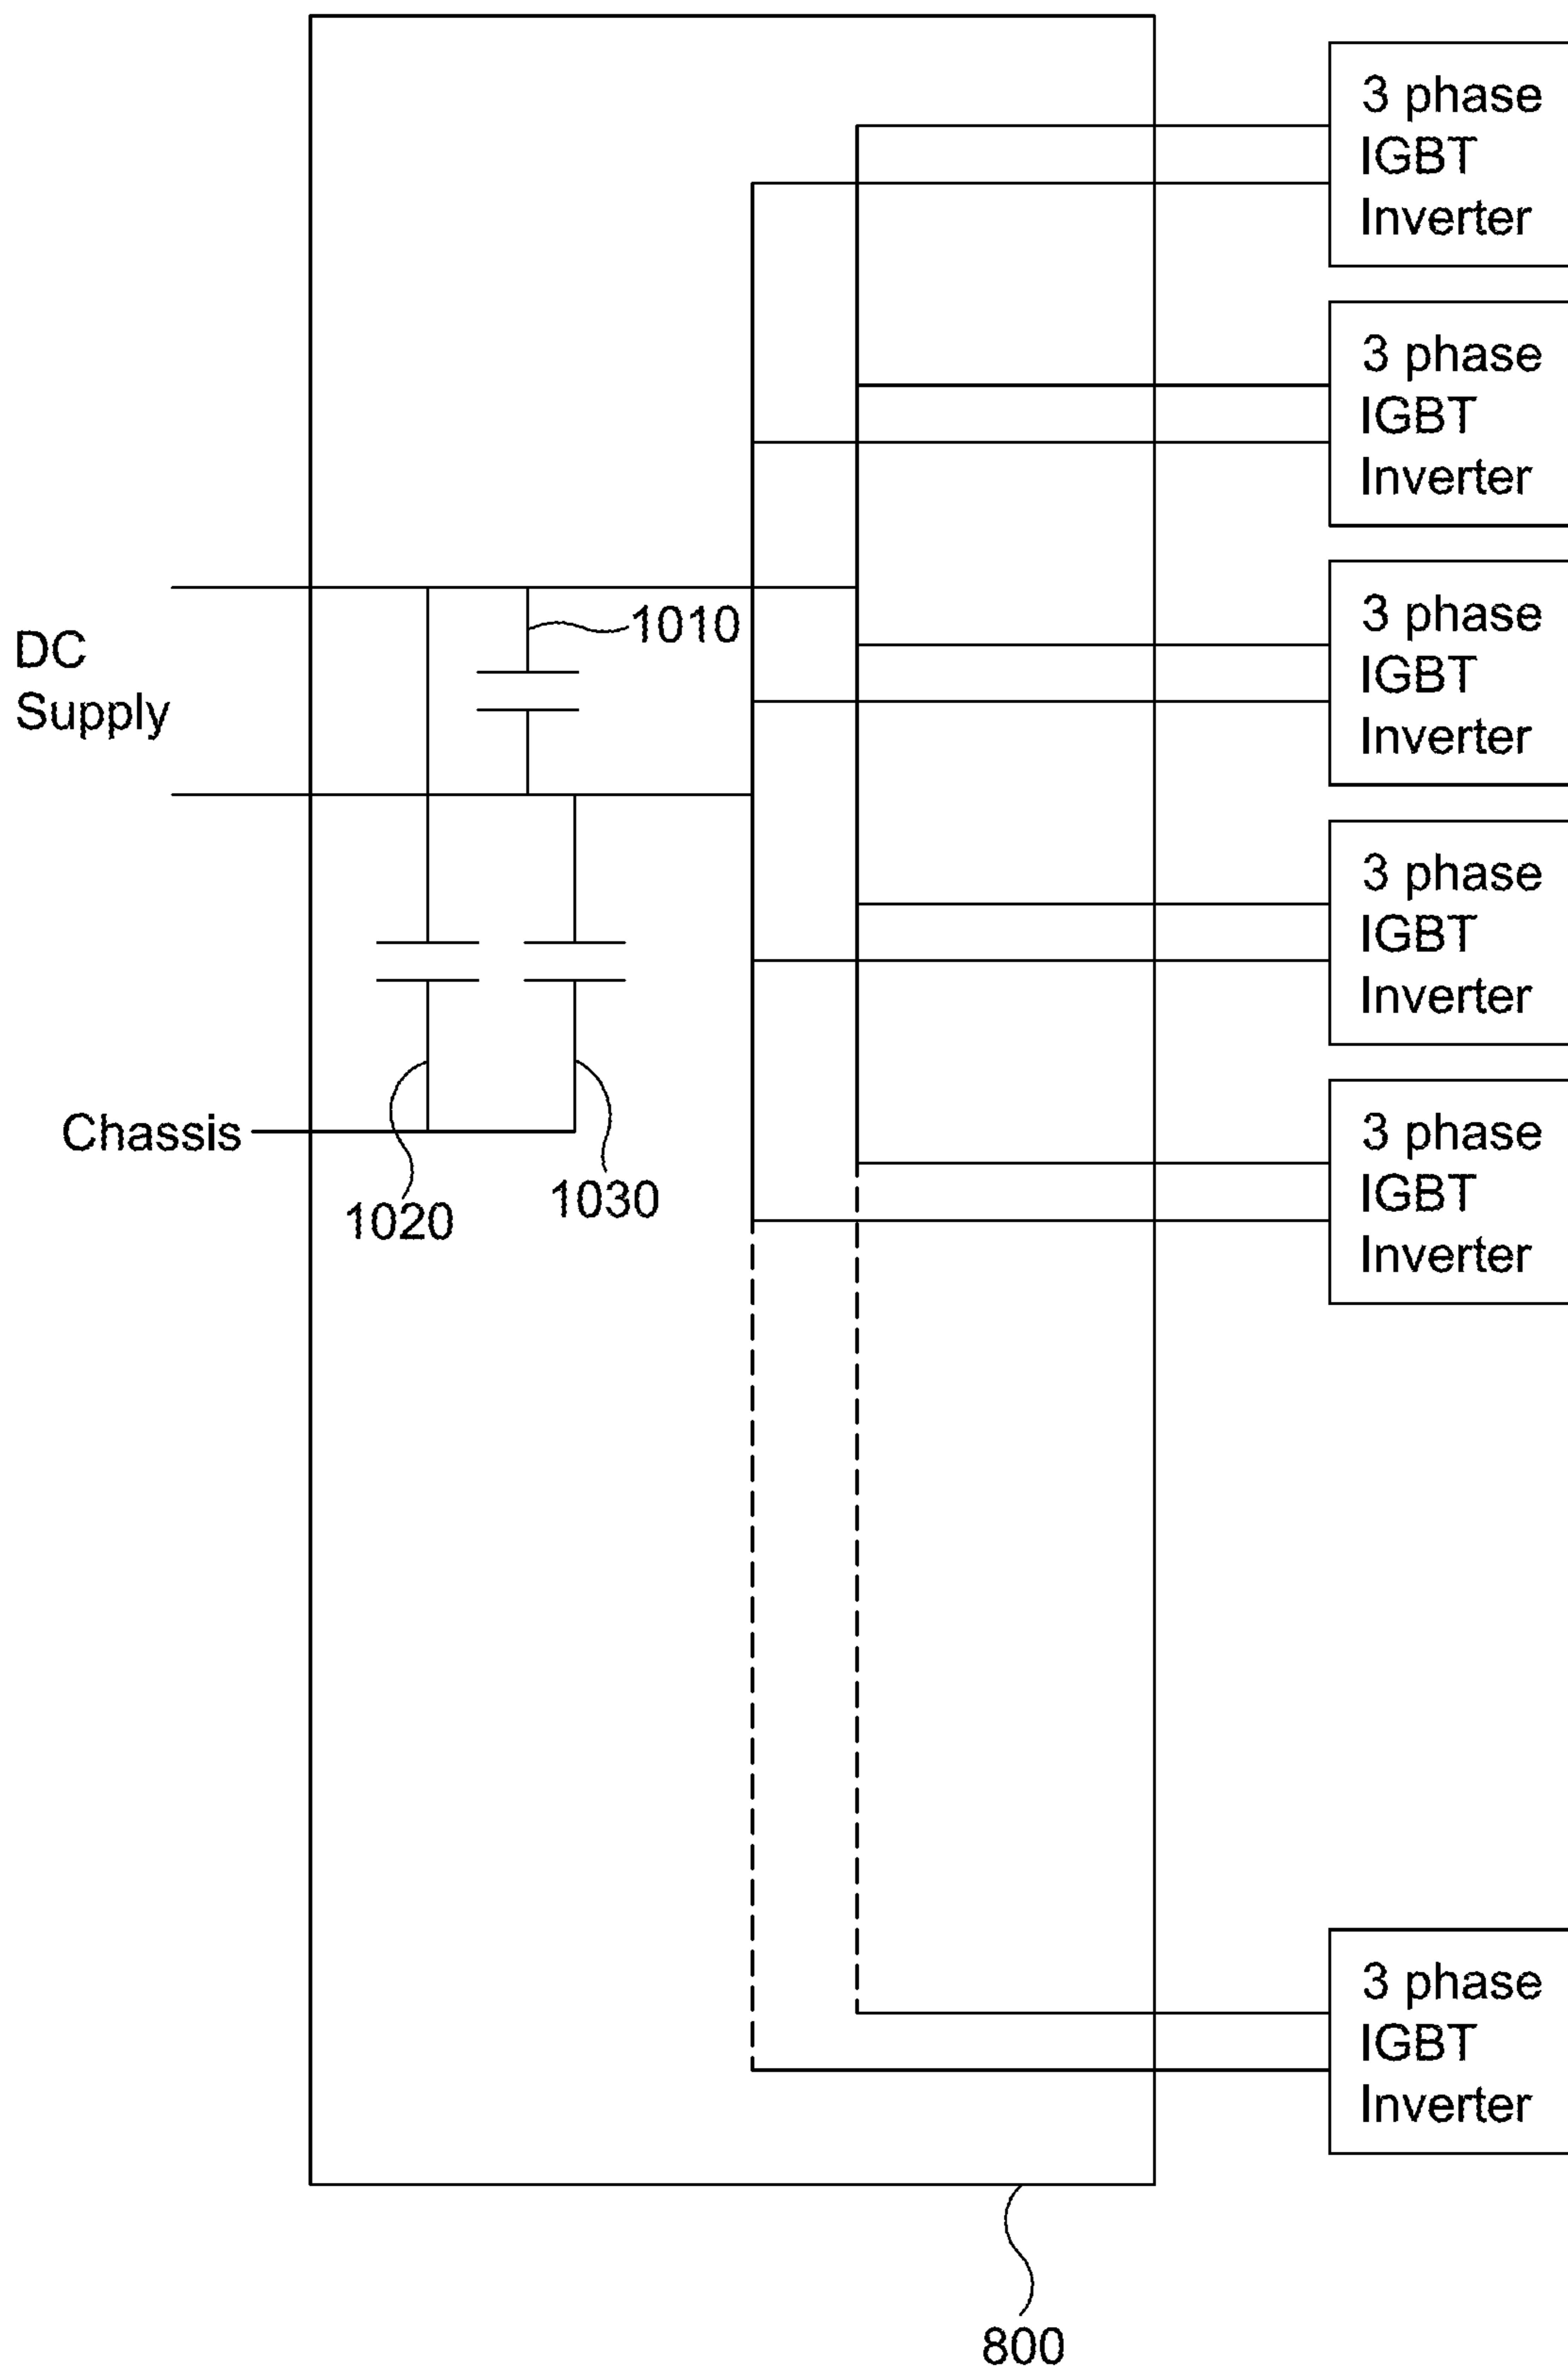 3 phase
IGBT
Inverter
3 phase
IGBT
Inverter
1010
DC
Supply
3 phase
IGBT
Inverter
3 phase
IGBT
Inverter
Chassis
1020
1030
3 phase
IGBT
Inverter
3 phase
IGBT
Inverter
800